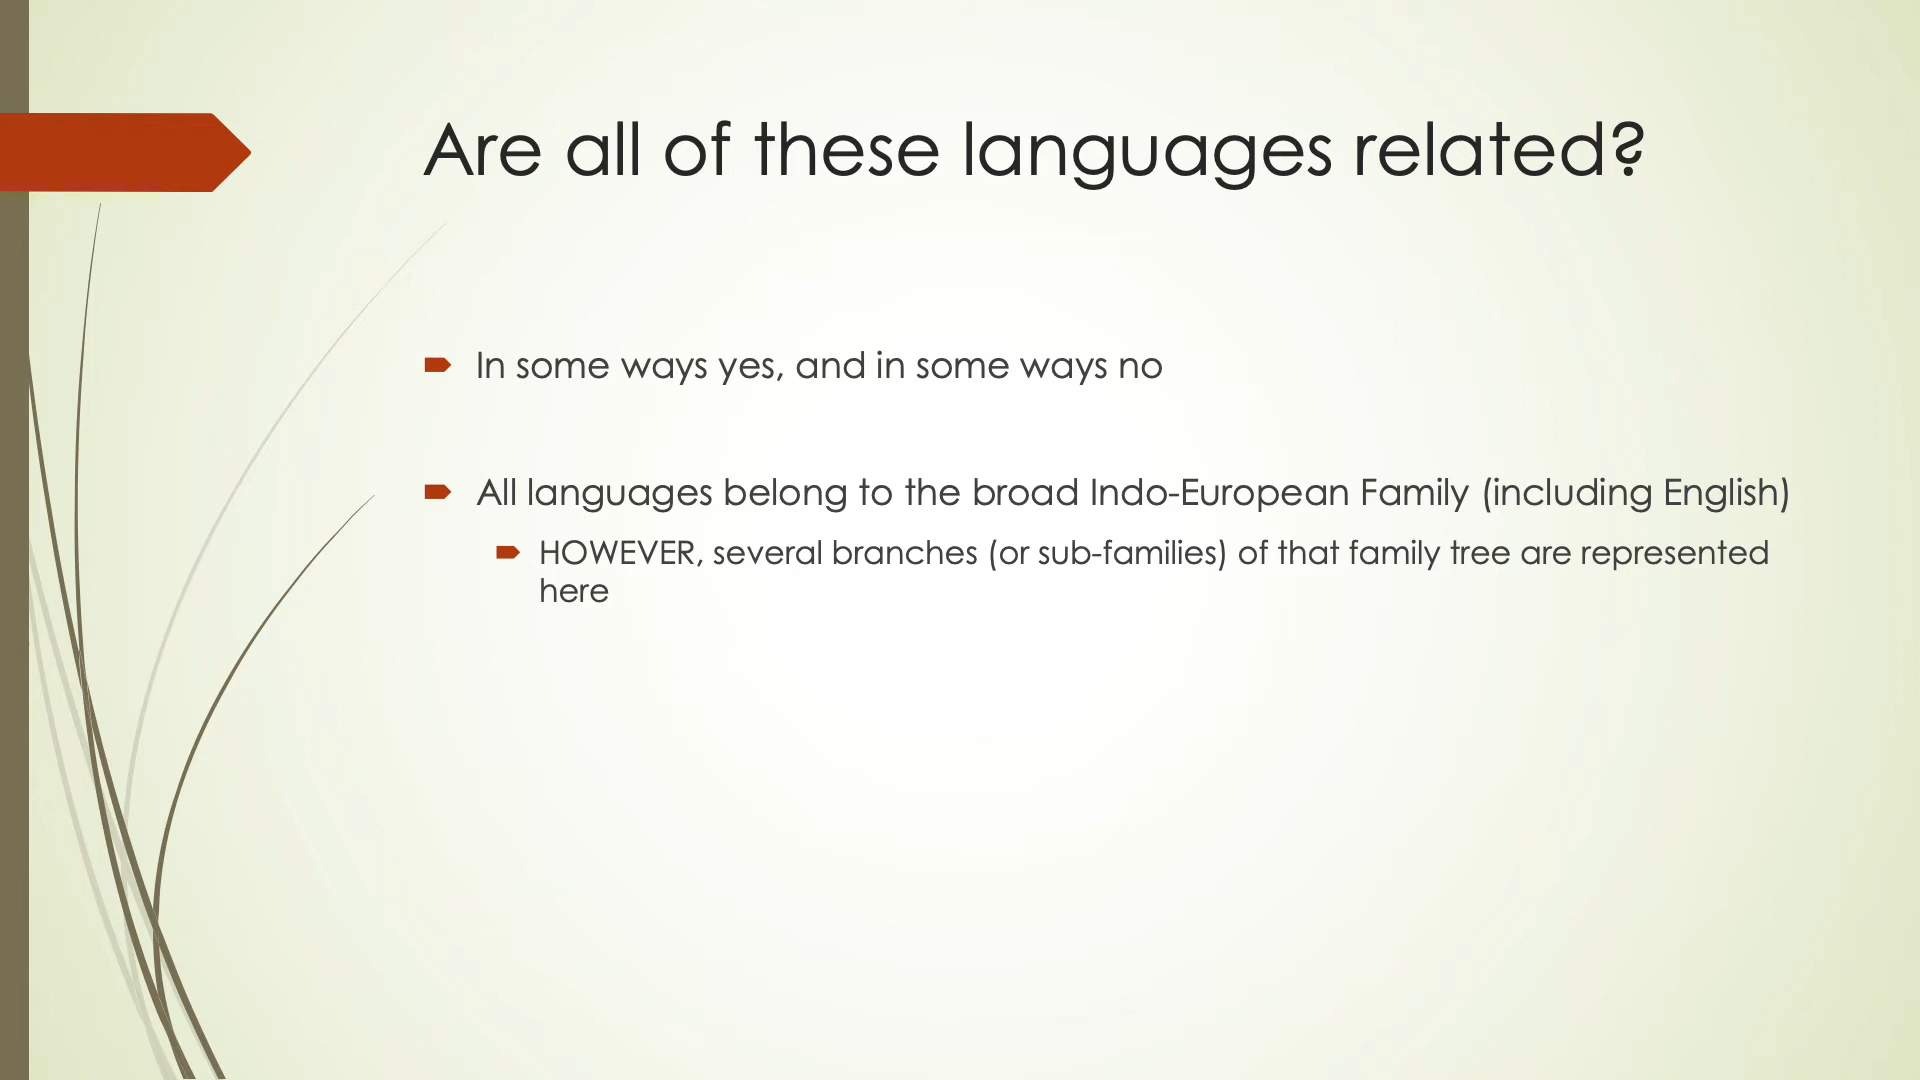 Are all of these languages related?
In some ways yes, and in some ways no
All languages belong to the broad Indo-European Family (including English)
HOWEVER, several branches (or sub-families) of that family tree are represented
here